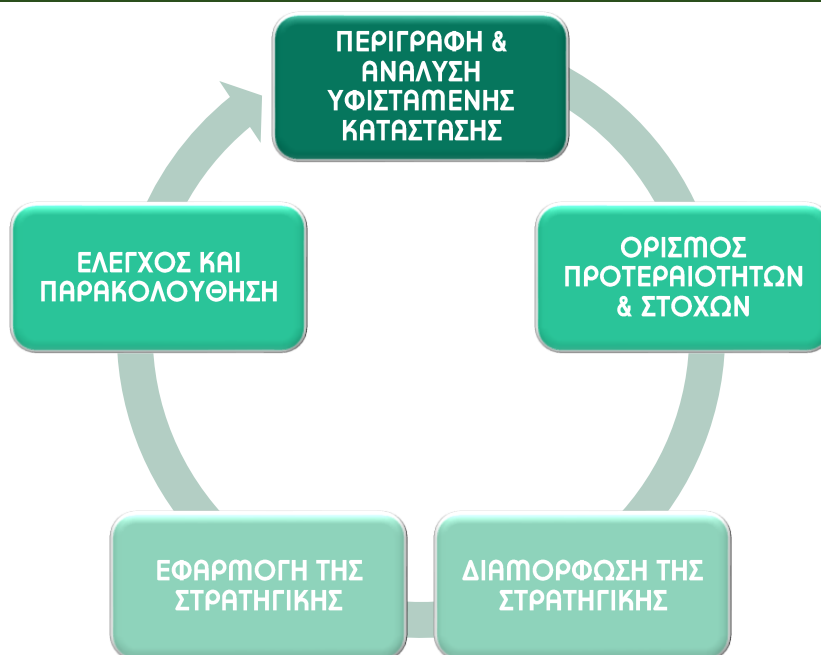 ΠΕΡΙΓΡΑΦΗ &
ΑΝΑΛΥΣΗ
ΥΦΙΣΤΑΜΕΝΗΣ
ΚΑΤΑΣΤΑΣΗΣ
ΟΡΙΣΜΟΣ
ΠΡΟΤΕΡΑΙΟΤΗΤΩΝ
& ΣΤΟΧΩΝ
ΔΙΑΜΟΡΦΩΣΗ ΤΗΣ
ΣΤΡΑΤΗΓΙΚΗΣ
ΕΦΑΡΜΟΓΗ ΤΗΣ
ΣΤΡΑΤΗΓΙΚΗΣ
ΕΛΕΓΧΟΣ ΚΑΙ
ΠΑΡΑΚΟΛΟΥΘΗΣΗ